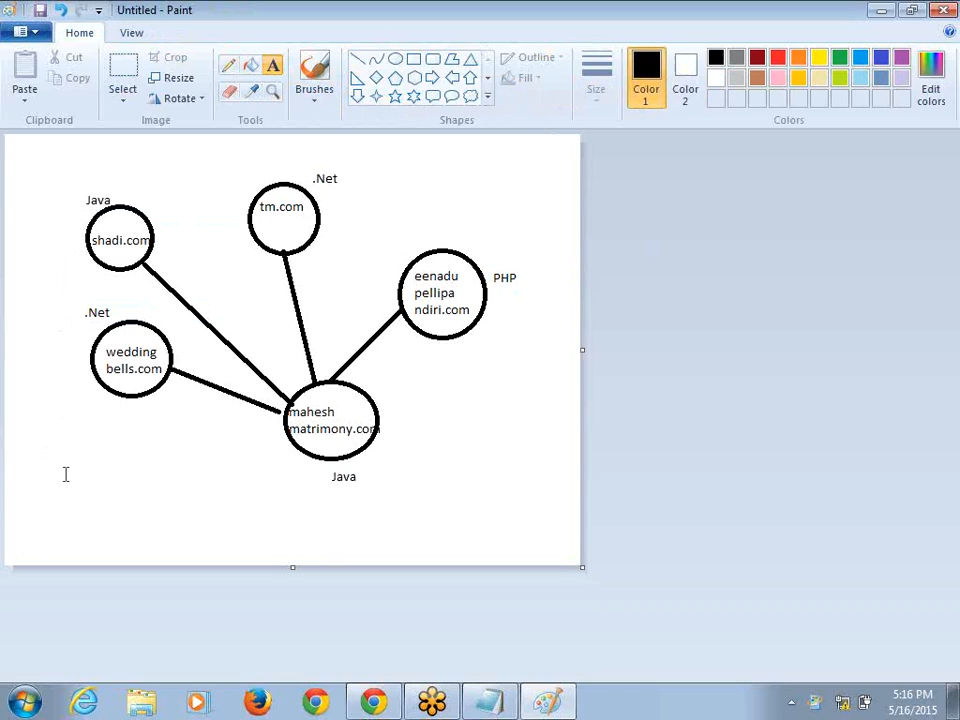 Untitled - Paint
Home
View
Paste
Cut
Copy
Clipboard
Select
Crop
Resize
Rotate
Image
A
Tools
Brushes
Shapes
Outline
Fill
Size
Color
1
Color
2
Edit
colors
Colors
.Net
tm.com
Java
shadi.com
eenadu
pellipa
ndiri.com
PHP
.Net
wedding
bells.com
mahesh
matrimony.com
Java
5:16 PM
5/16/2015